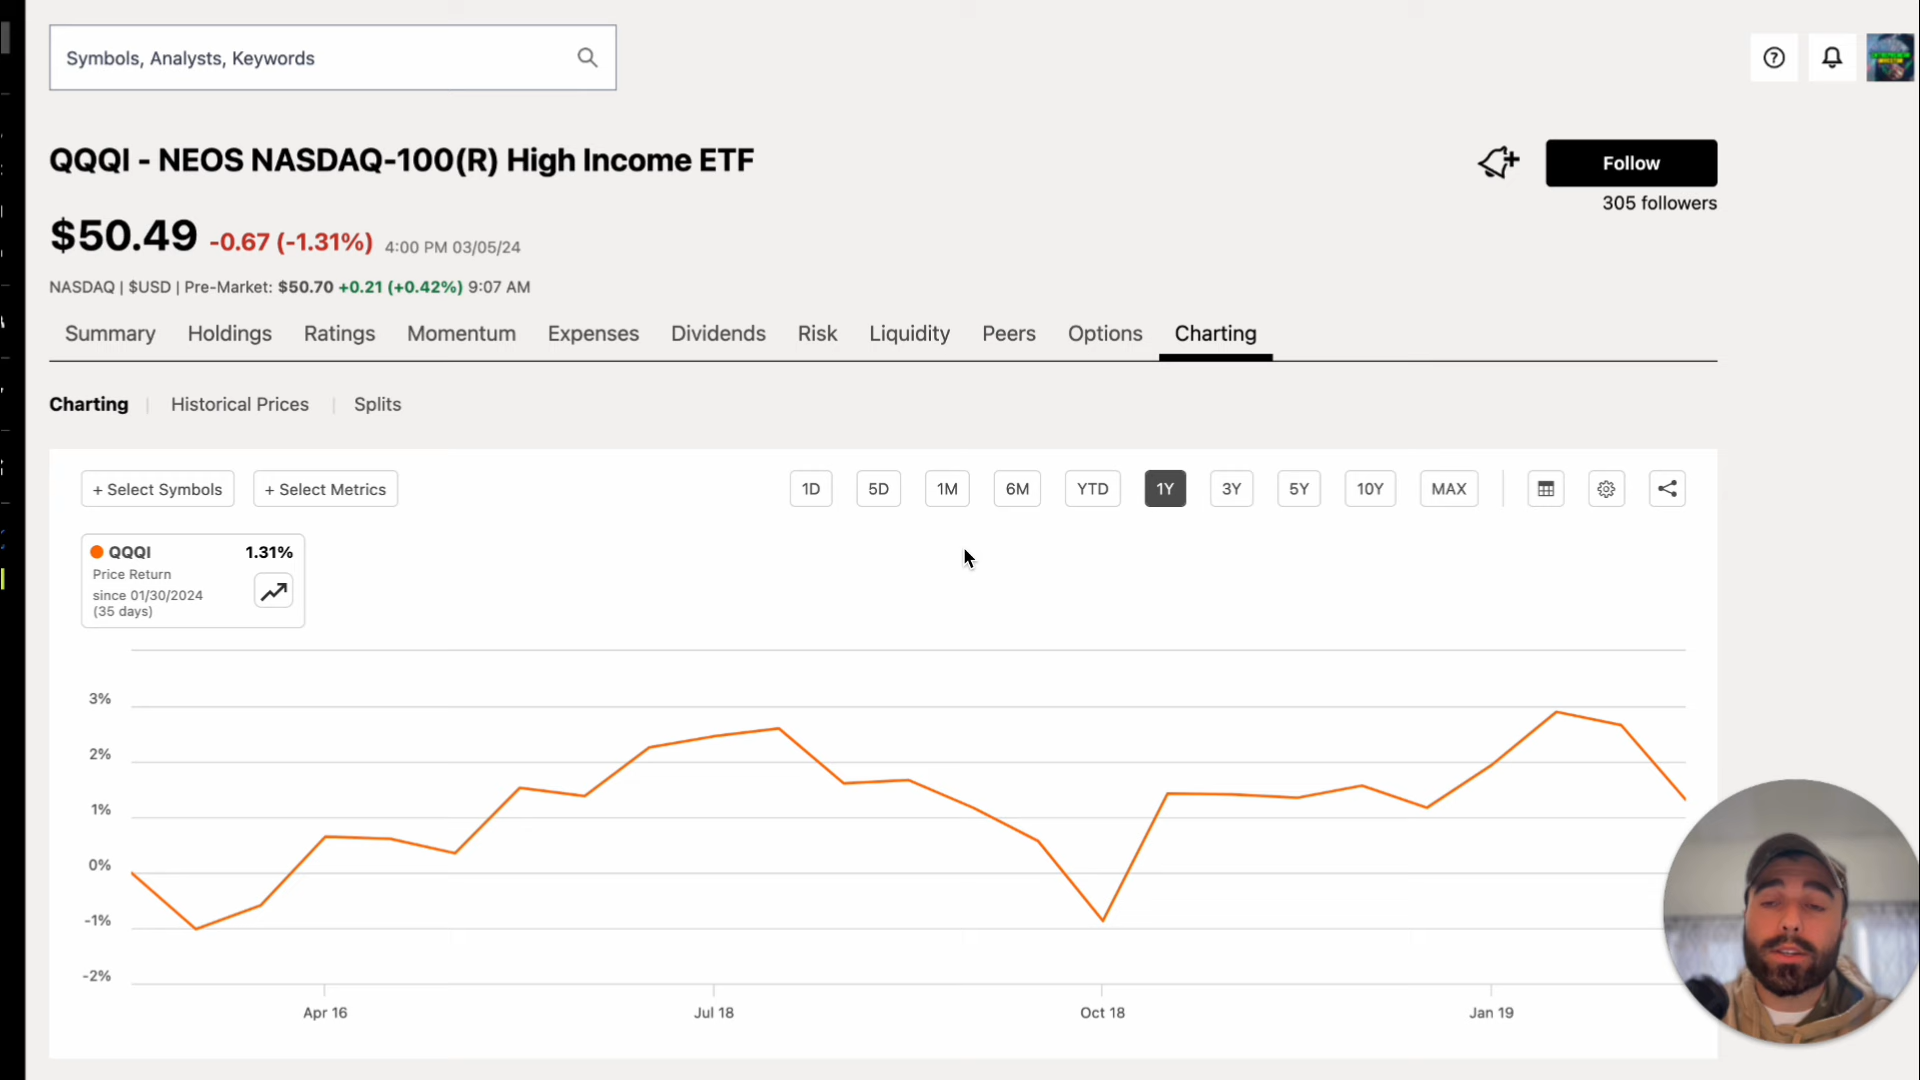 Symbols, Analysts, Keywords
QQQI - NEOS NASDAQ-100(R) High Income ETF
Follow
305 followers
$50.49 -0.67 (-1.31%) 4:00 PM 03/05/24
NASDAQ | $USD | Pre-Market: $50.70 +0.21 (+0.42%) 9:07 AM
Summary Holdings Ratings Momentum Expenses Dividends Risk Liquidity Peers Options Charting
Charting | Historical Prices | Splits
+ Select Symbols + Select Metrics 1D 5D 1M 6M YTD 1Y 3Y 5Y 10Y MAX
QQQI 1.31%
Price Return
since 01/30/2024
(35 days)
3%
2%
1%
0%
-1%
-2%
Apr 16 Jul 18 Oct 18 Jan 19